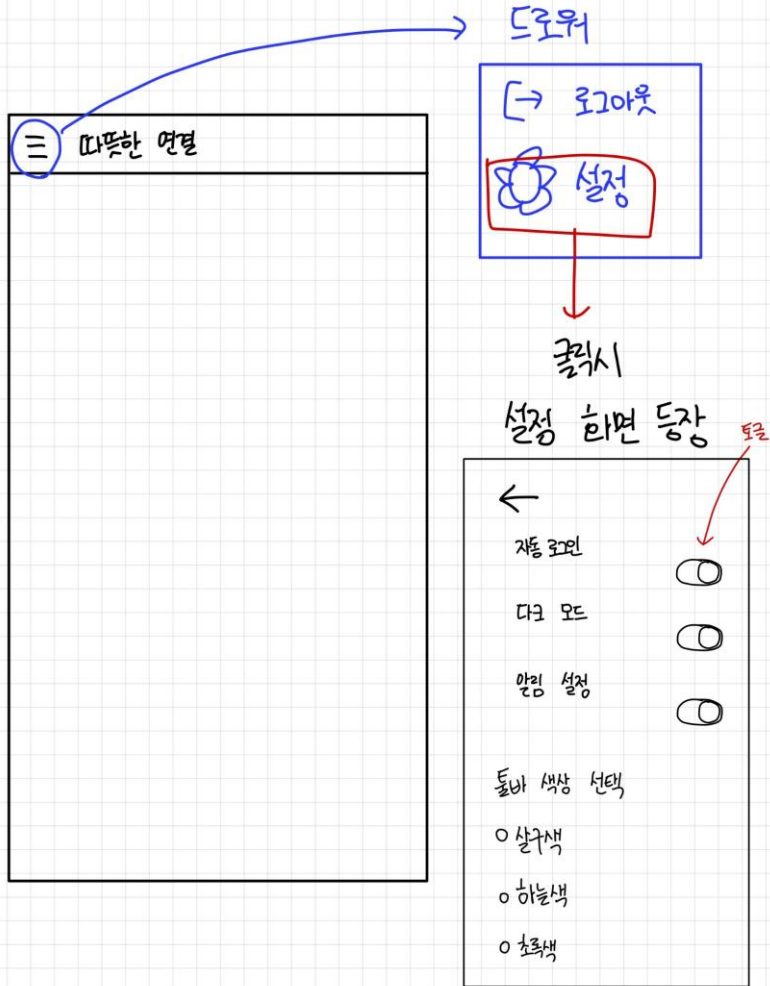 드로워
로그아웃
설정
따뜻한 연결
클릭시
설정 화면 등장
토글
자동 로그인
다크 모드
알림 설정
툴바 색상 선택
살구색
하늘색
초록색